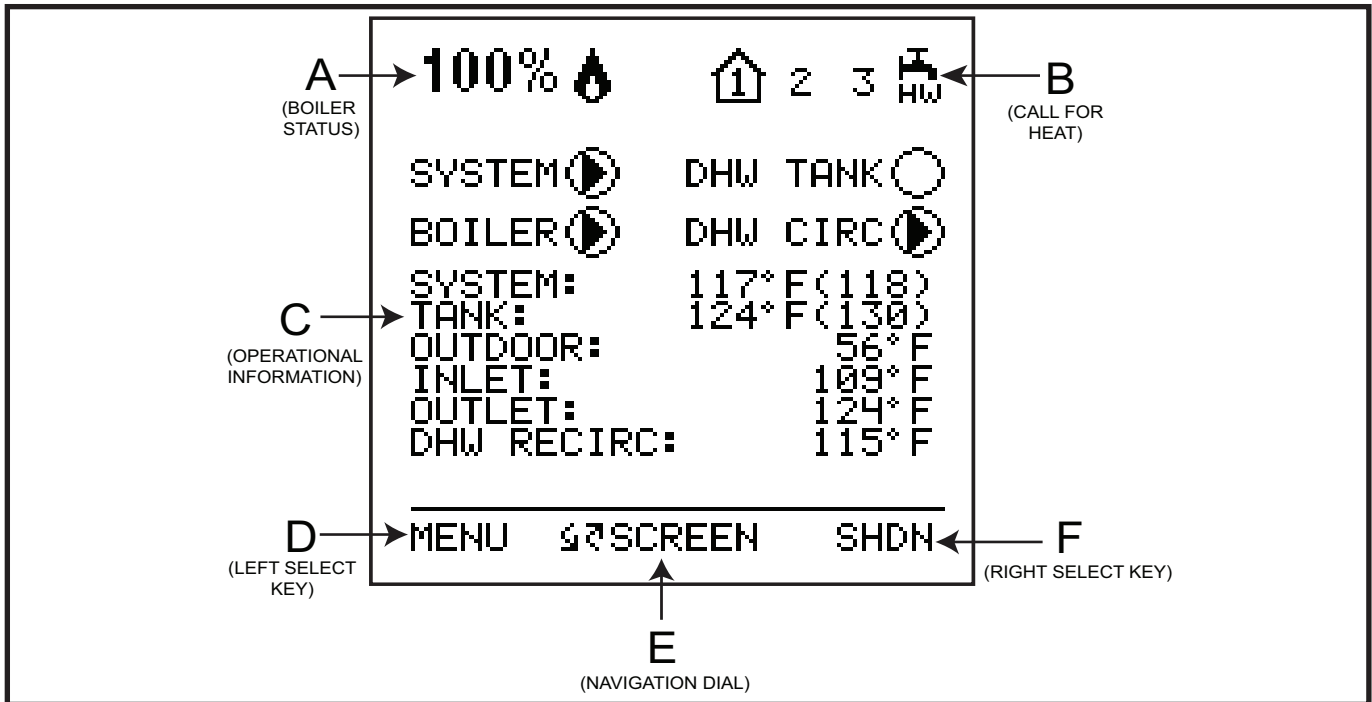 A
(BOILER
STATUS)
100%
1 2 3 HW
B
(CALL FOR
HEAT)
SYSTEM DHW TANK
BOILER DHW CIRC
SYSTEM: 117°F(118)
TANK: 124°F(130)
OUTDOOR: 56°F
INLET: 109°F
OUTLET: 124°F
DHW RECIRC: 115°F
C
(OPERATIONAL
INFORMATION)
MENU SCREEN SHDN
D
(LEFT SELECT
KEY)
F
(RIGHT SELECT KEY)
E
(NAVIGATION DIAL)